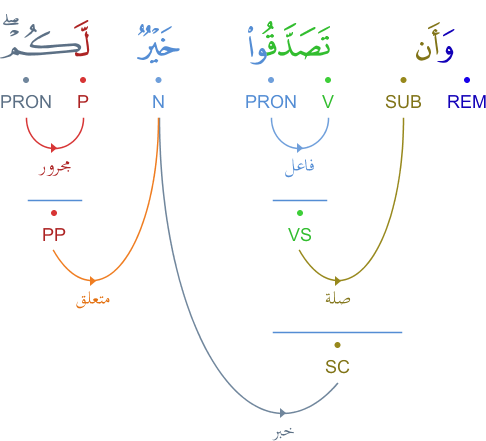 وَأَن تَصَدَّقُوا۟ خَيْرٌ لَّكُمْ ۖ
REM SUB V PRON N P PRON
فاعل مجرور
VS PP
صلة متعلق
SC
خبر